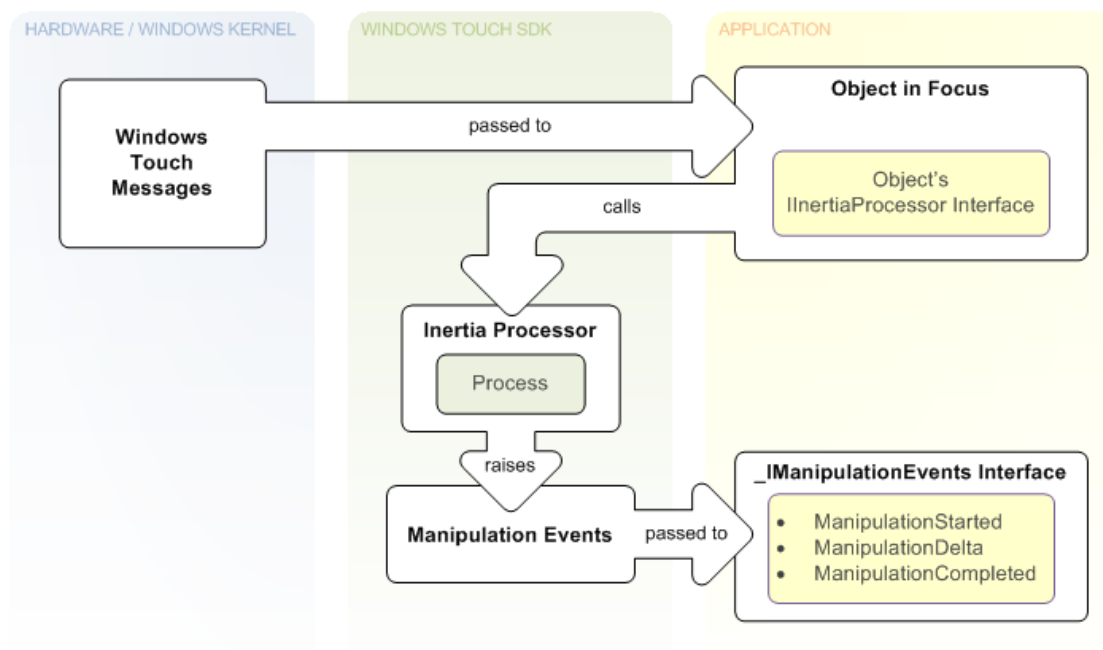 HARDWARE / WINDOWS KERNEL
WINDOWS TOUCH SDK
APPLICATION
Windows
Touch
Messages
passed to
Object in Focus
Object's
IInertiaProcessor Interface
calls
Inertia Processor
Process
raises
Manipulation Events
passed to
_IManipulationEvents Interface
• ManipulationStarted
• ManipulationDelta
• ManipulationCompleted